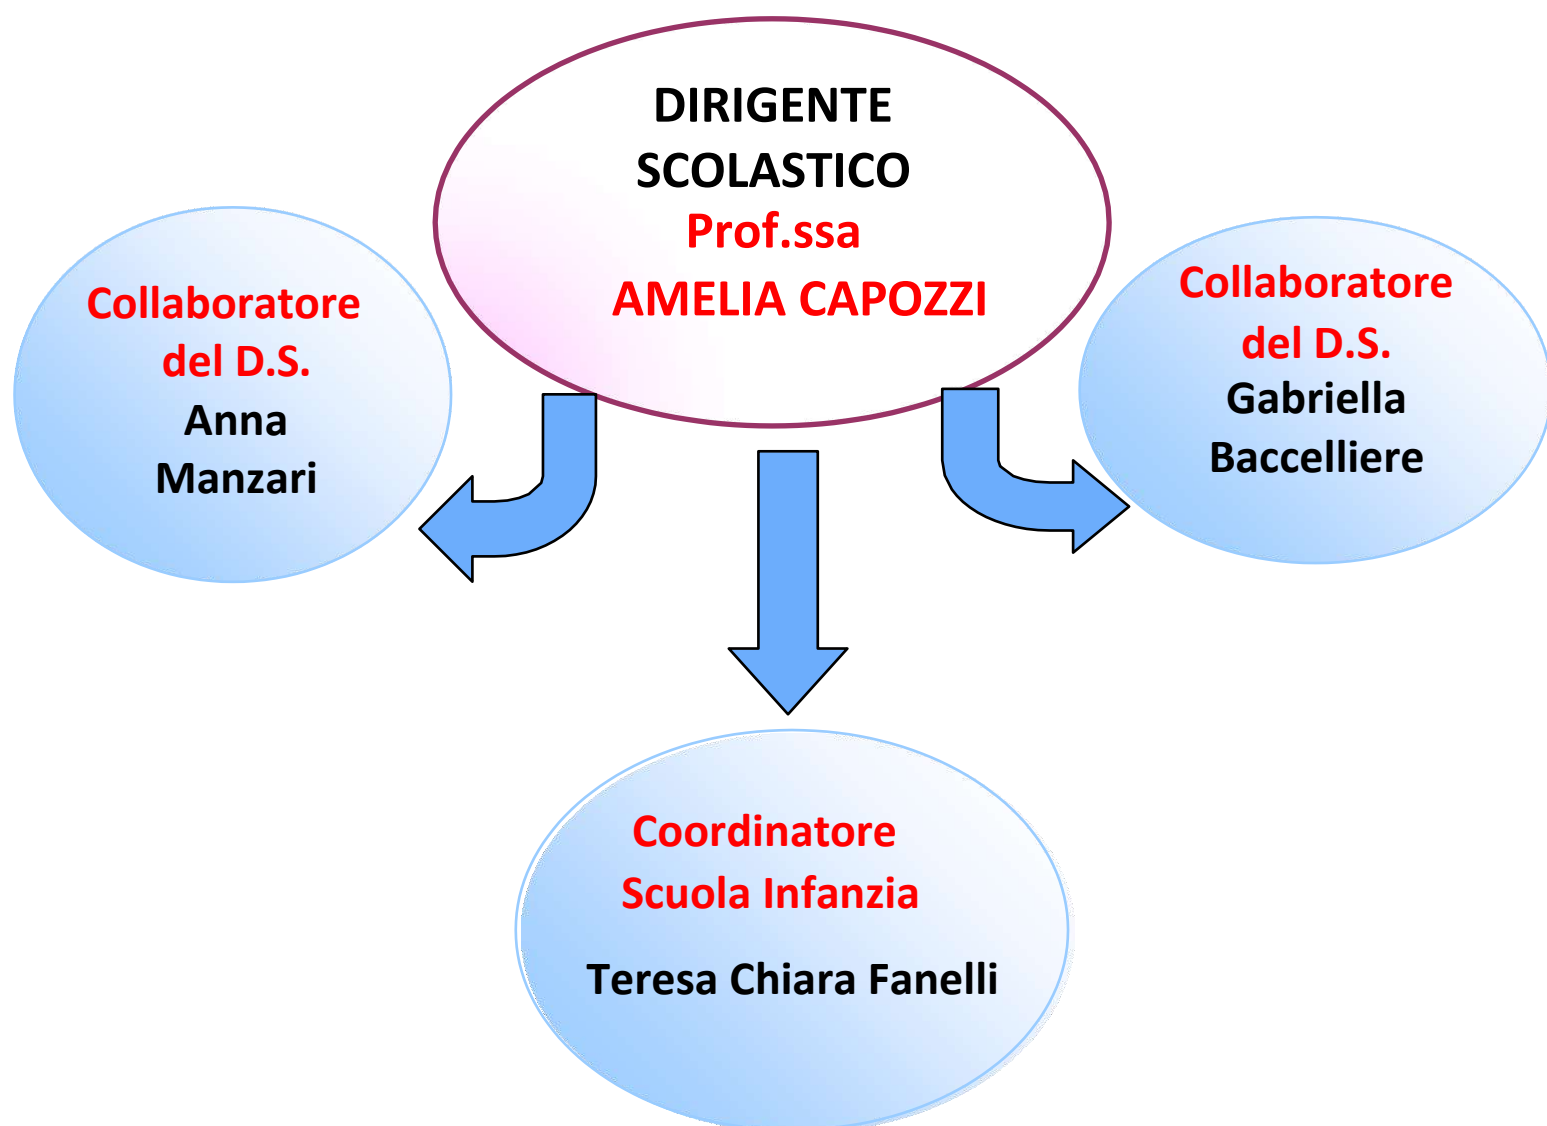 DIRIGENTE
SCOLASTICO
Prof.ssa
AMELIA CAPOZZI
Collaboratore
del D.S.
Anna
Manzari
Collaboratore
del D.S.
Gabriella
Baccelliere
Coordinatore
Scuola Infanzia
Teresa Chiara Fanelli